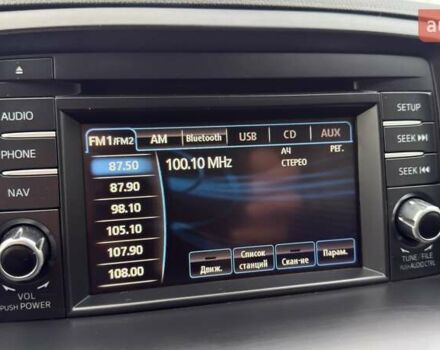 AUDIO
PHONE
NAV
VOL
PUSH POWER
FM1/FM2 AM Bluetooth USB CD AUX
АЧ РЕГ.
100.10 MHz СТЕРЕО
87.50
87.90
98.10
105.10
107.90
108.00
Движ.
Список станций
Скан-ие
Парам.
SETUP
SEEK
SEEK
TUNE/FILE
PUSH AUDIO CTRL